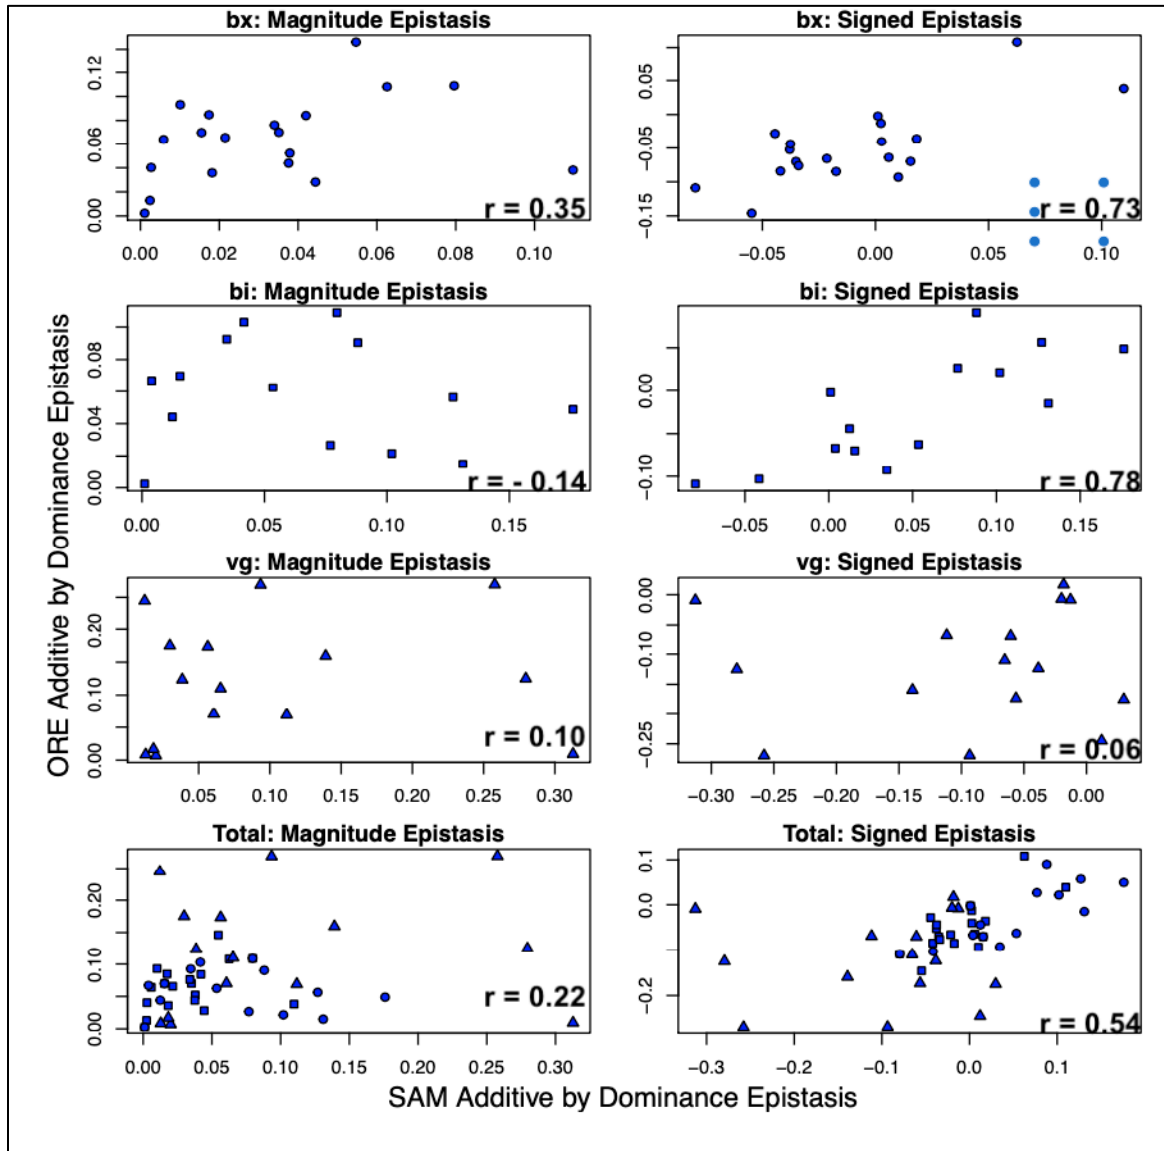 bx: Magnitude Epistasis
0.00 0.06 0.12
r = 0.35
0.00 0.02 0.04 0.06 0.08 0.10
bx: Signed Epistasis
−0.15 −0.05 0.05
r = 0.73
−0.05 0.00 0.05 0.10
bi: Magnitude Epistasis
0.00 0.04 0.08
r = - 0.14
0.00 0.05 0.10 0.15
bi: Signed Epistasis
−0.10 0.00
r = 0.78
−0.05 0.00 0.05 0.10 0.15
vg: Magnitude Epistasis
0.00 0.10 0.20
r = 0.10
0.05 0.10 0.15 0.20 0.25 0.30
vg: Signed Epistasis
−0.25 −0.10 0.00
r = 0.06
−0.30 −0.25 −0.20 −0.15 −0.10 −0.05 0.00
Total: Magnitude Epistasis
0.00 0.10 0.20
r = 0.22
0.00 0.05 0.10 0.15 0.20 0.25 0.30
Total: Signed Epistasis
−0.2 0.0 0.1
r = 0.54
−0.3 −0.2 −0.1 0.0 0.1
ORE Additive by Dominance Epistasis
SAM Additive by Dominance Epistasis